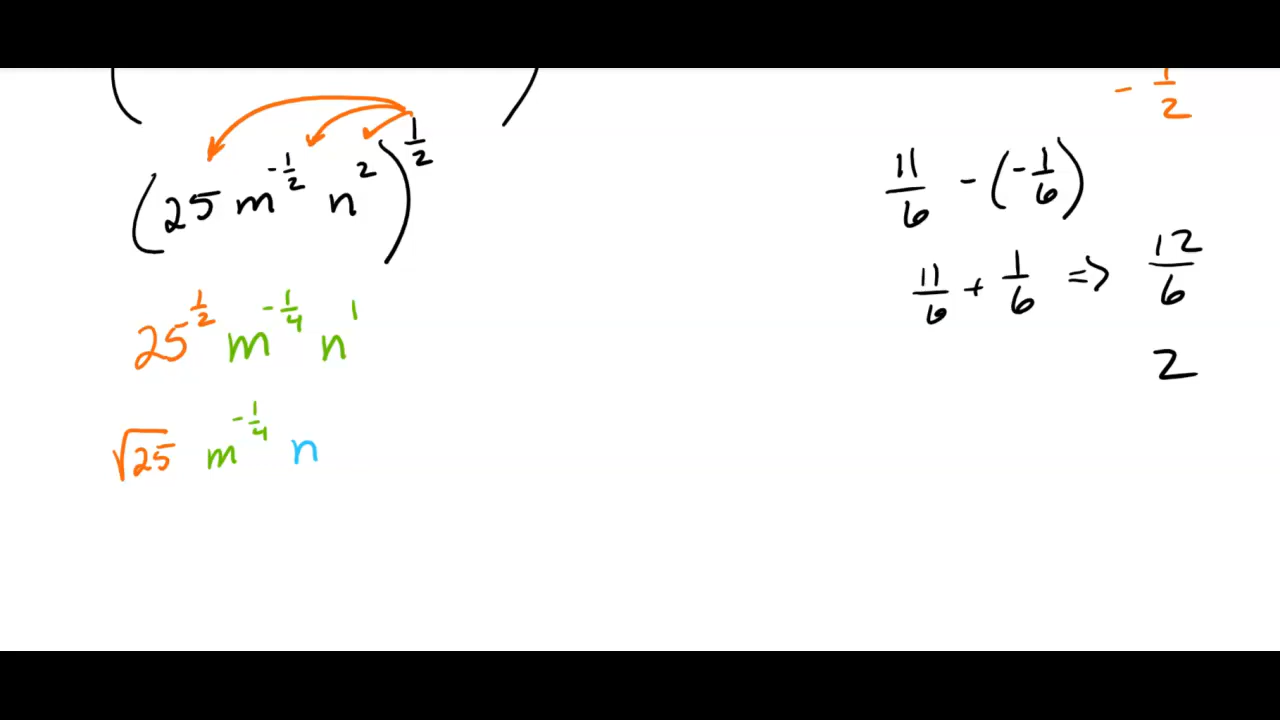 - 1/2
(25 m^{-1/2} n^2)^{1/2}
25^{1/2} m^{-1/4} n^1
√25 m^{-1/4} n
11/6 - (-1/6)
11/6 + 1/6 => 12/6
2